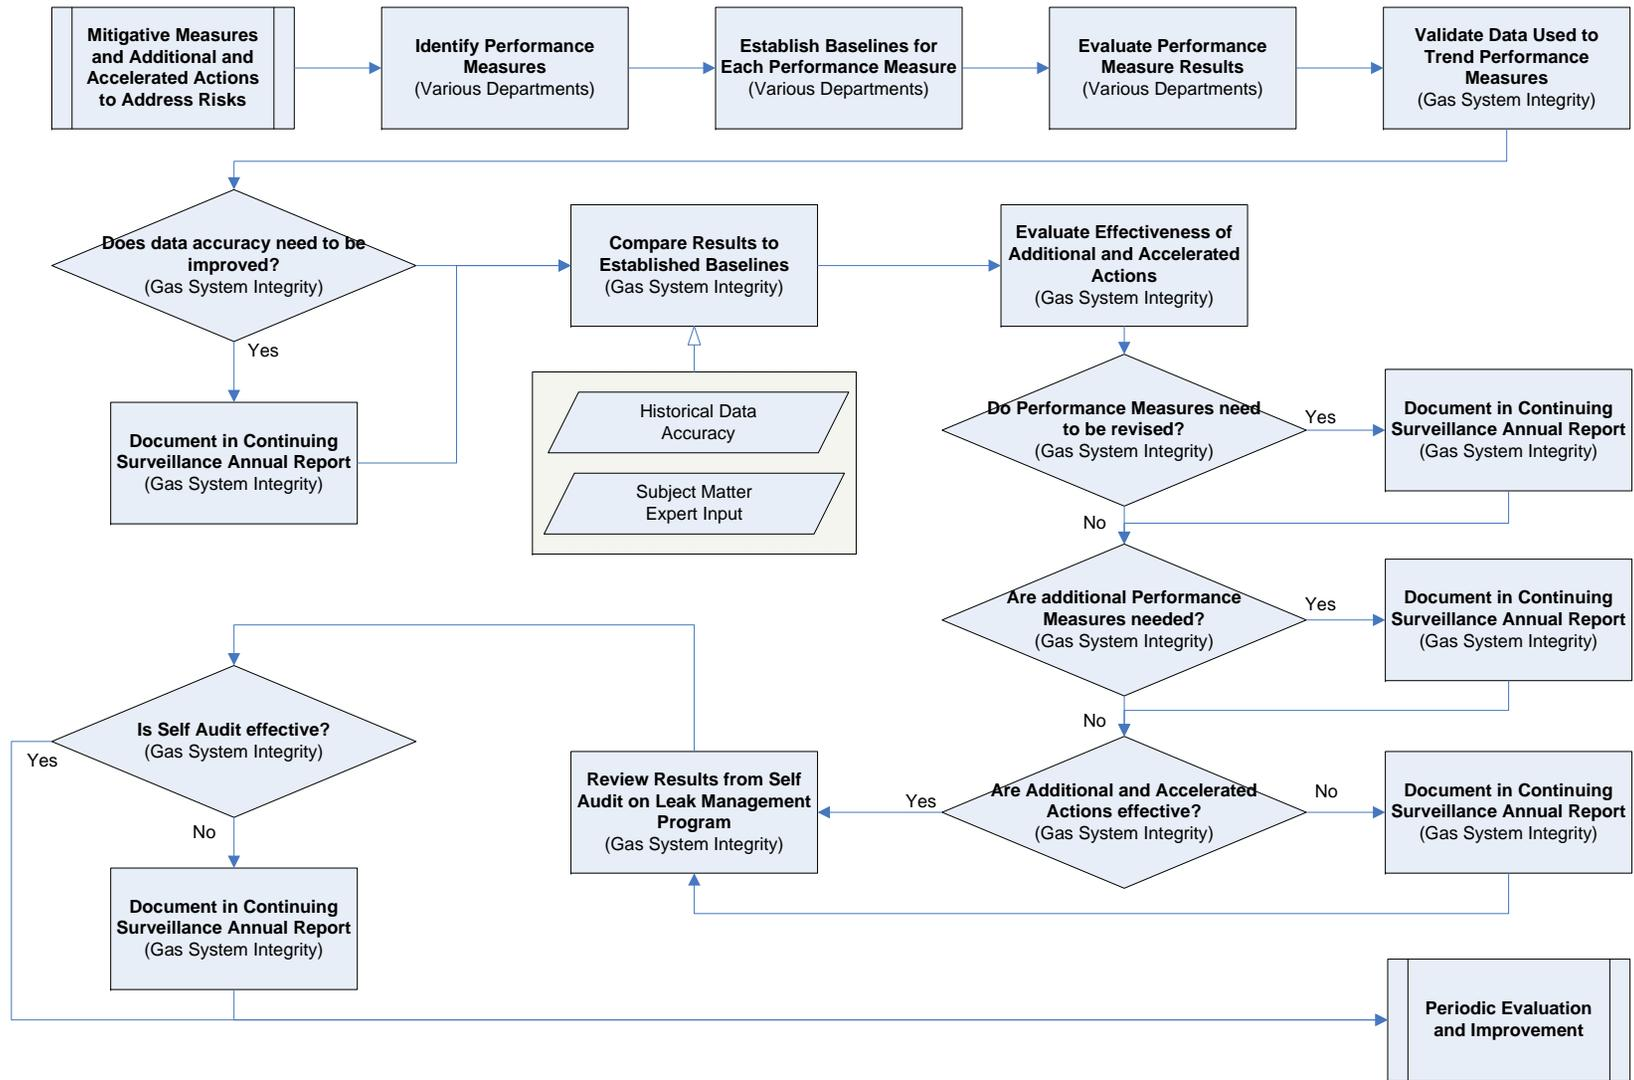 Mitigative Measures
and Additional and
Accelerated Actions
to Address Risks
Identify Performance
Measures
(Various Departments)
Establish Baselines for
Each Performance Measure
(Various Departments)
Evaluate Performance
Measure Results
(Various Departments)
Validate Data Used to
Trend Performance
Measures
(Gas System Integrity)
Does data accuracy need to be
improved?
(Gas System Integrity)
Yes
Document in Continuing
Surveillance Annual Report
(Gas System Integrity)
Compare Results to
Established Baselines
(Gas System Integrity)
Historical Data
Accuracy
Subject Matter
Expert Input
Evaluate Effectiveness of
Additional and Accelerated
Actions
(Gas System Integrity)
Do Performance Measures need
to be revised?
(Gas System Integrity)
Yes
Document in Continuing
Surveillance Annual Report
(Gas System Integrity)
No
Are additional Performance
Measures needed?
(Gas System Integrity)
Yes
Document in Continuing
Surveillance Annual Report
(Gas System Integrity)
No
Are Additional and Accelerated
Actions effective?
(Gas System Integrity)
No
Document in Continuing
Surveillance Annual Report
(Gas System Integrity)
Yes
Review Results from Self
Audit on Leak Management
Program
(Gas System Integrity)
Is Self Audit effective?
(Gas System Integrity)
Yes
No
Document in Continuing
Surveillance Annual Report
(Gas System Integrity)
Periodic Evaluation
and Improvement